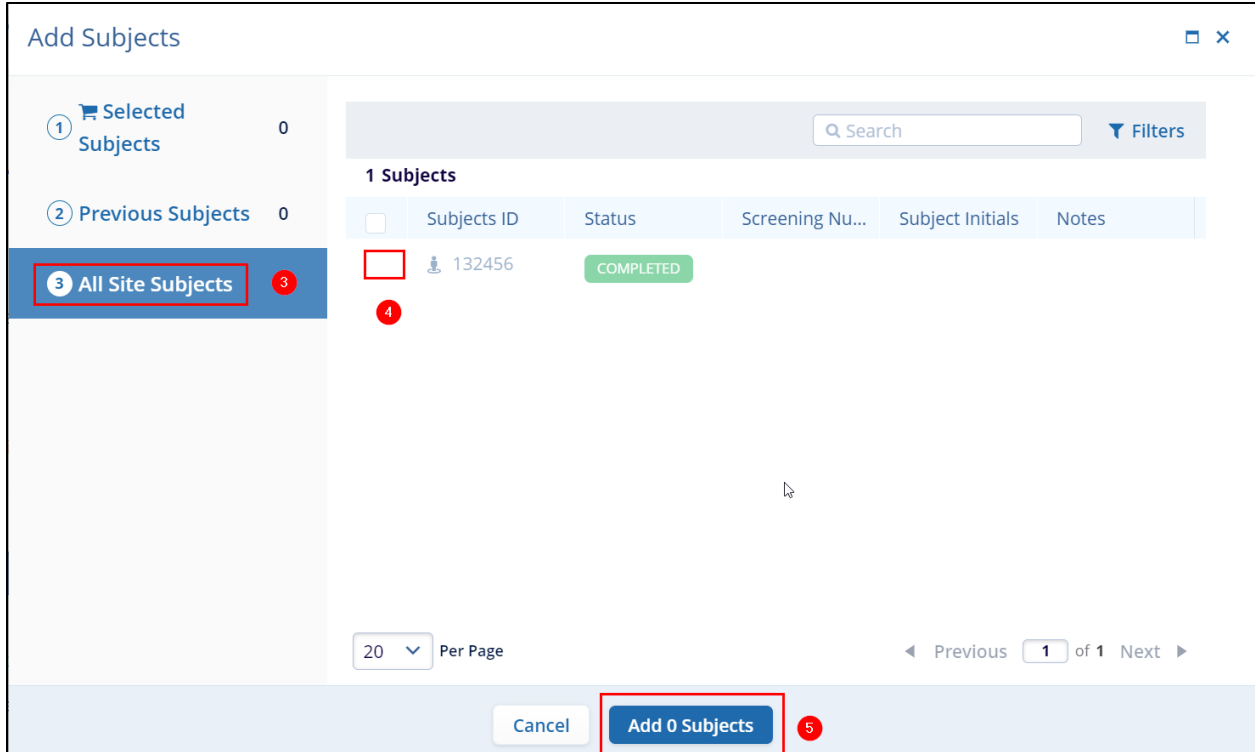 Add Subjects
1 Selected Subjects 0
2 Previous Subjects 0
3 All Site Subjects 3
Search Filters
1 Subjects
Subjects ID Status Screening Nu... Subject Initials Notes
132456 COMPLETED
4
20 Per Page Previous 1 of 1 Next
Cancel Add 0 Subjects 5